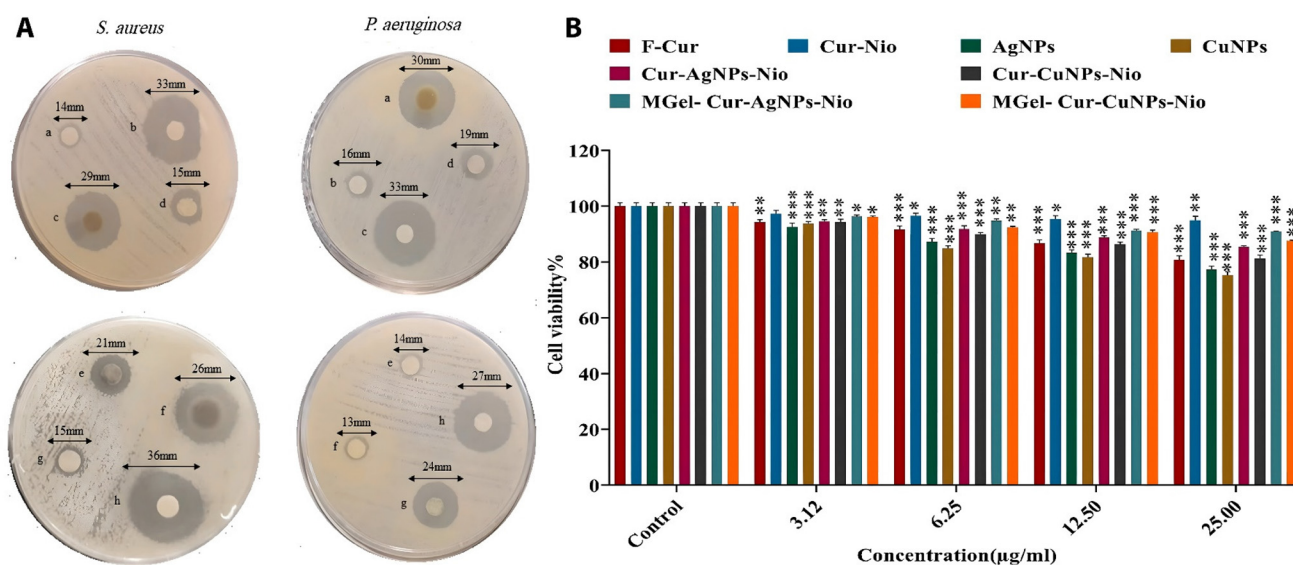 A
S. aureus
P. aeruginosa
14mm
a
33mm
b
29mm
c
15mm
d
30mm
a
19mm
d
16mm
b
33mm
c
21mm
e
26mm
f
15mm
g
36mm
h
14mm
e
27mm
h
13mm
f
24mm
g
B
F-Cur Cur-Nio AgNPs CuNPs
Cur-AgNPs-Nio Cur-CuNPs-Nio
MGel- Cur-AgNPs-Nio MGel- Cur-CuNPs-Nio
Cell viability%
120
100
80
60
40
20
0
** *** *** ** ** * *
*** * *** *** *** *** ** **
*** * *** *** *** *** *** ***
*** ** *** *** *** *** ***
Control 3.12 6.25 12.50 25.00
Concentration(µg/ml)